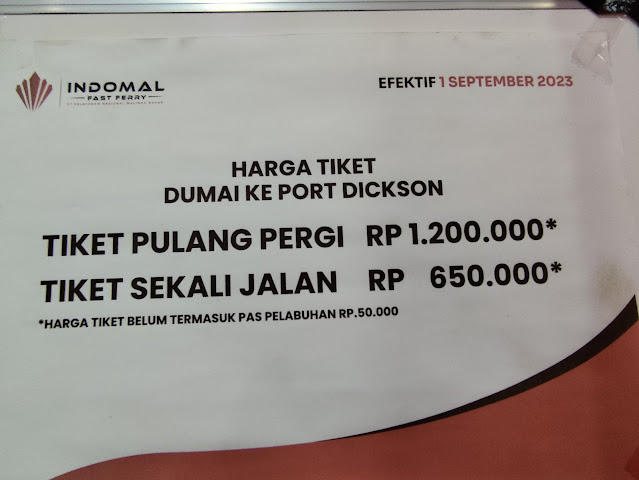 INDOMAL
FAST FERRY
EFEKTIF 1 SEPTEMBER 2023
HARGA TIKET
DUMAI KE PORT DICKSON
TIKET PULANG PERGI RP 1.200.000*
TIKET SEKALI JALAN RP 650.000*
*HARGA TIKET BELUM TERMASUK PAS PELABUHAN RP.50.000